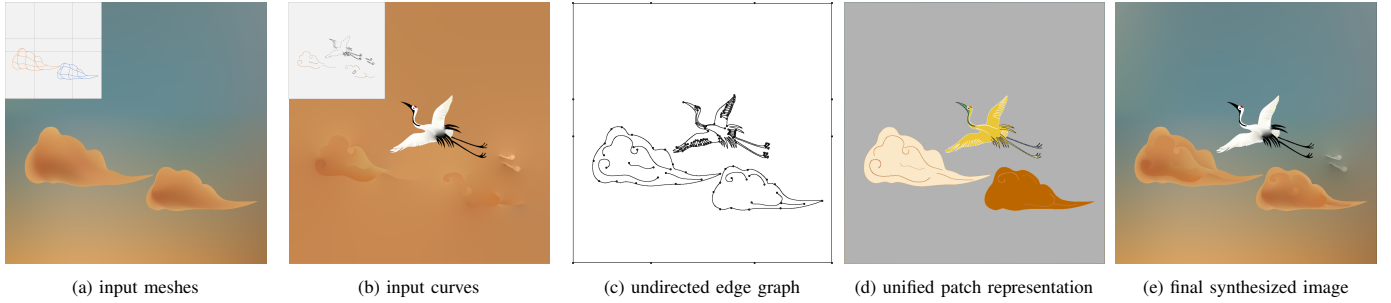 (a) input meshes
(b) input curves
(c) undirected edge graph
(d) unified patch representation
(e) final synthesized image